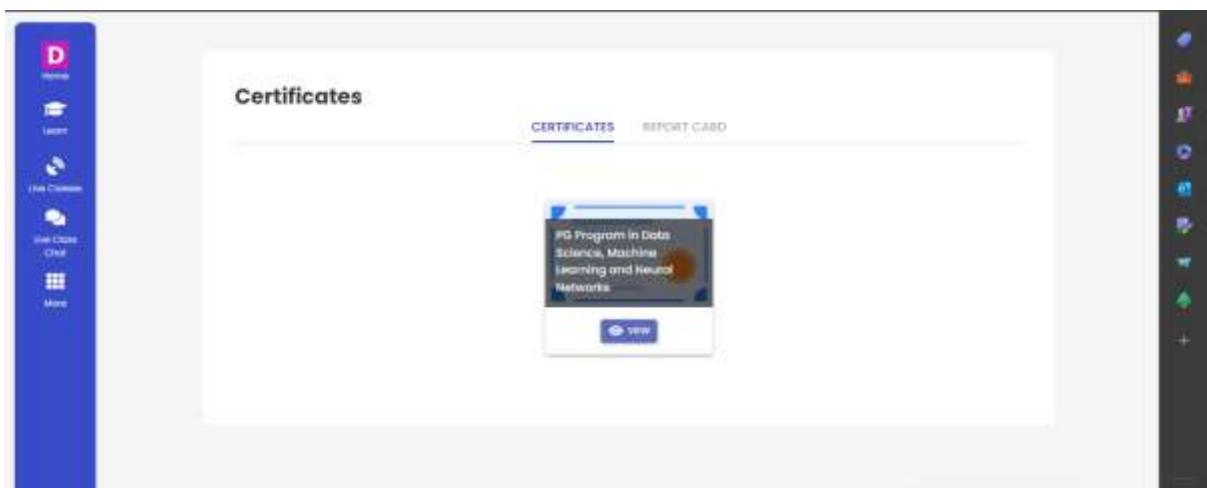 D
Home
Learn
Live Classes
Live Class
Chat
More
Certificates
CERTIFICATES
REPORT CARD
PG Program in Data
Science, Machine
Learning and Neural
Networks
VIEW